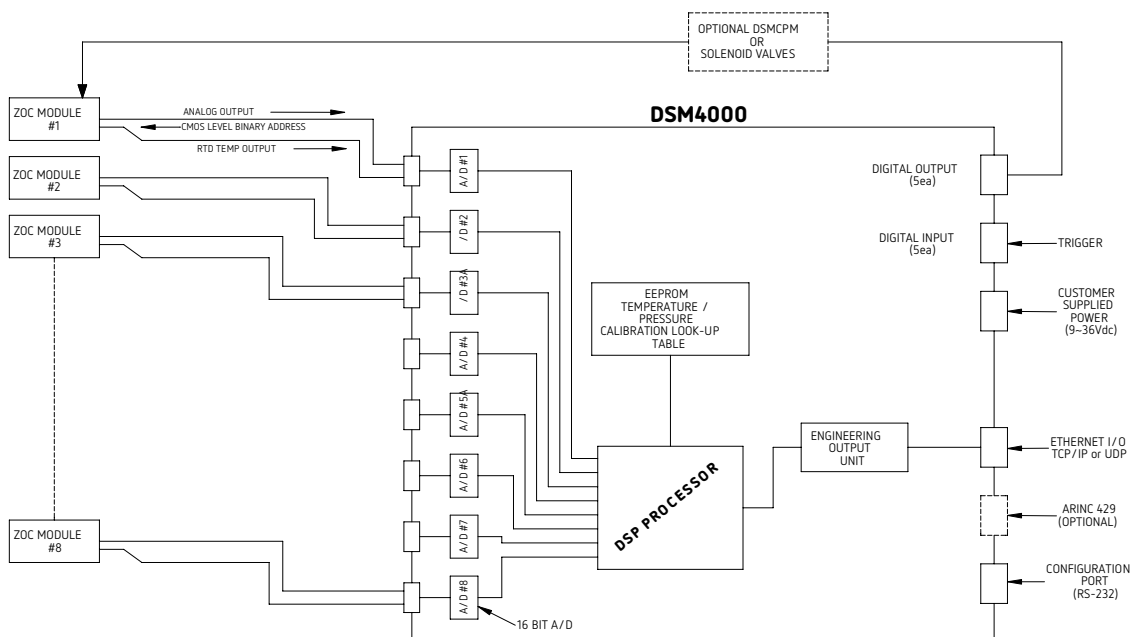 OPTIONAL DSMCPM
OR
SOLENOID VALVES
ZOC MODULE
#1
ANALOG OUTPUT
CMOS LEVEL BINARY ADDRESS
RTD TEMP OUTPUT
DSM4000
ZOC MODULE
#2
ZOC MODULE
#3
ZOC MODULE
#8
A/D #1
/D #2
/D #3A
A/D #4
A/D #5A
A/D #6
A/D #7
A/D #8
16 BIT A/D
EEPROM
TEMPERATURE /
PRESSURE
CALIBRATION LOOK-UP
TABLE
DSP PROCESSOR
ENGINEERING
OUTPUT
UNIT
DIGITAL OUTPUT
(5ea)
DIGITAL INPUT
(5ea)
TRIGGER
CUSTOMER
SUPPLIED
POWER
(9~36Vdc)
ETHERNET I/O
TCP/IP or UDP
ARINC 429
(OPTIONAL)
CONFIGURATION
PORT
(RS-232)